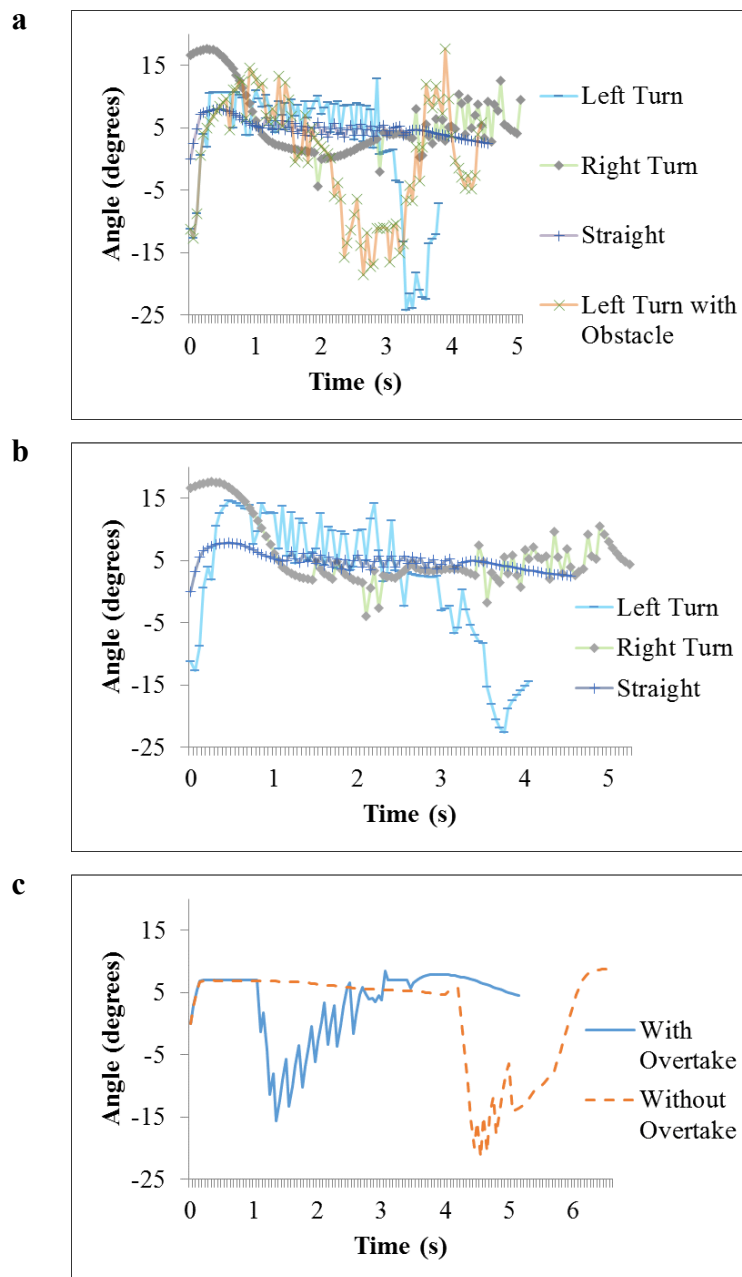 a
Angle (degrees)
15
5
-5
-15
-25
0 1 2 3 4 5
Time (s)
Left Turn
Right Turn
Straight
Left Turn with
Obstacle
b
Angle (degrees)
15
5
-5
-15
-25
0 1 2 3 4 5
Time (s)
Left Turn
Right Turn
Straight
c
Angle (degrees)
15
5
-5
-15
-25
0 1 2 3 4 5 6
Time (s)
With
Overtake
Without
Overtake